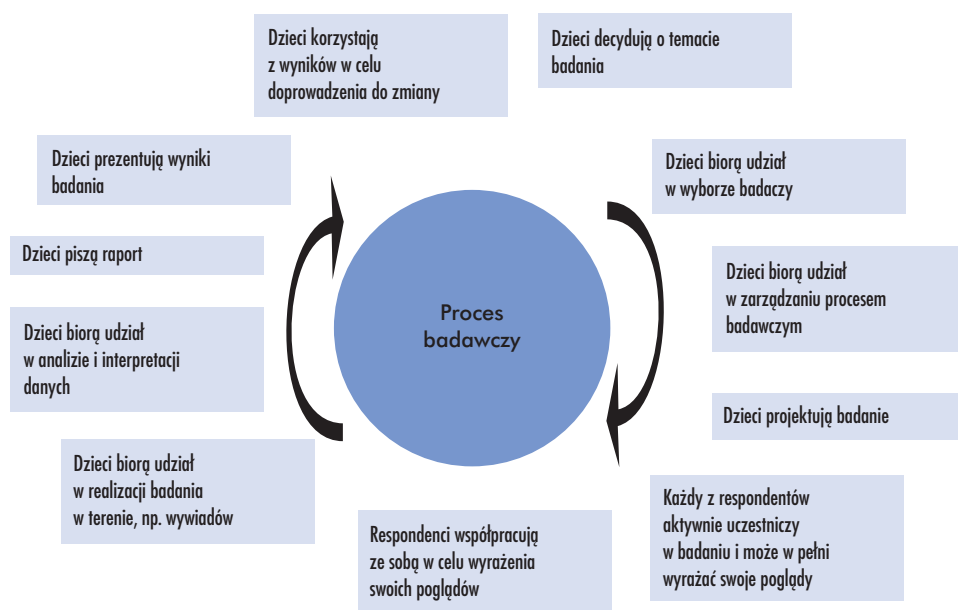 Dzieci korzystają
z wyników w celu
doprowadzenia do zmiany
Dzieci decydują o temacie
badania
Dzieci biorą udział
w wyborze badaczy
Dzieci biorą udział
w zarządzaniu procesem
badawczym
Dzieci projektują badanie
Każdy z respondentów
aktywnie uczestniczy
w badaniu i może w pełni
wyrażać swoje poglądy
Respondenci współpracują
ze sobą w celu wyrażenia
swoich poglądów
Dzieci biorą udział
w realizacji badania
w terenie, np. wywiadów
Dzieci biorą udział
w analizie i interpretacji
danych
Dzieci piszą raport
Dzieci prezentują wyniki
badania
Proces
badawczy